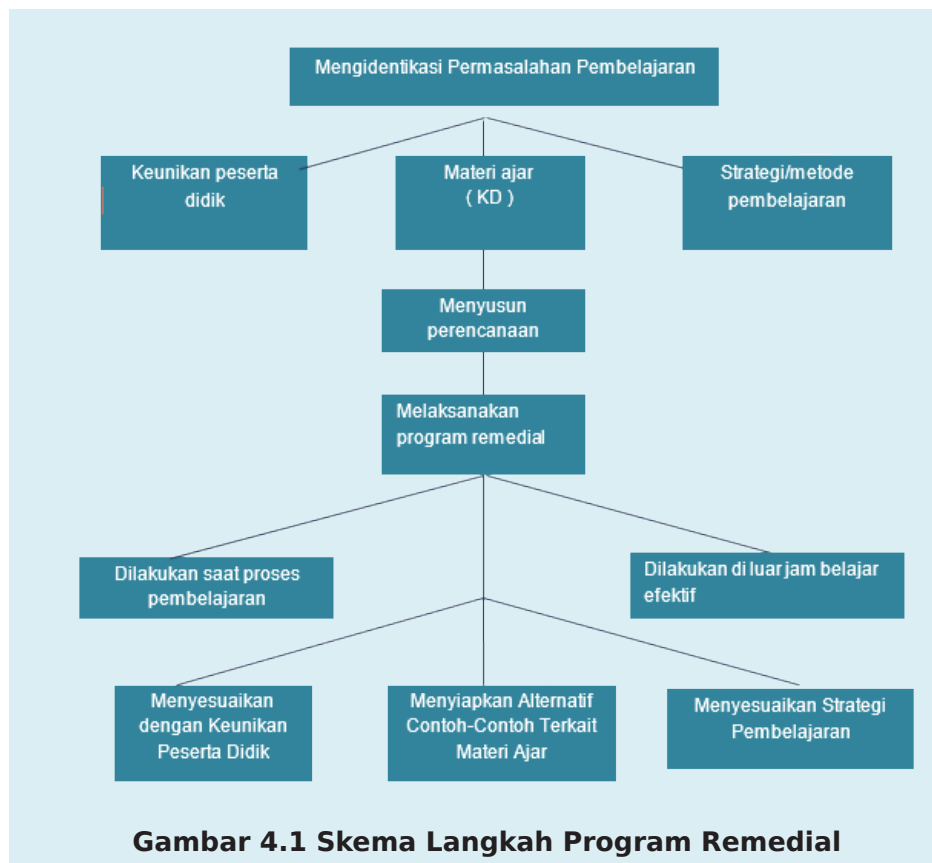 Mengidentikasi Permasalahan Pembelajaran
Keunikan peserta
didik
Materi ajar
( KD )
Strategi/metode
pembelajaran
Menyusun
perencanaan
Melaksanakan
program remedial
Dilakukan saat proses
pembelajaran
Dilakukan di luar jam belajar
efektif
Menyesuaikan
dengan Keunikan
Peserta Didik
Menyiapkan Alternatif
Contoh-Contoh Terkait
Materi Ajar
Menyesuaikan Strategi
Pembelajaran
Gambar 4.1 Skema Langkah Program Remedial